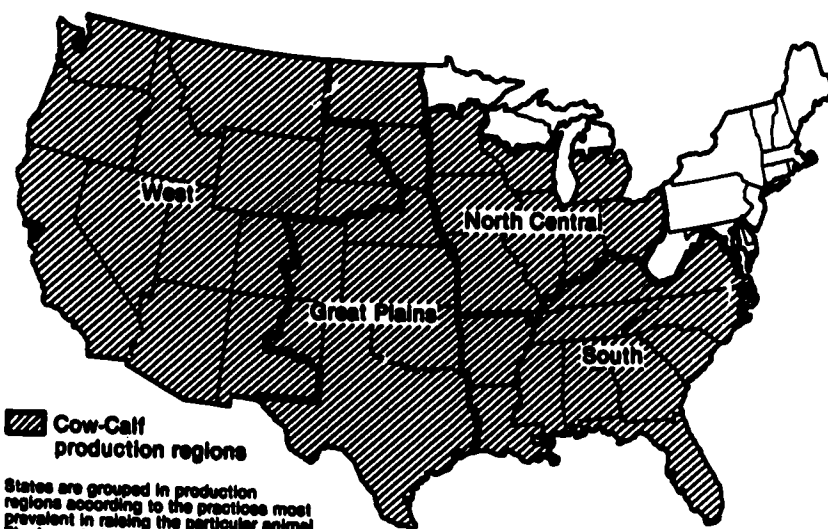 West
North Central
Great Plains
South
Cow-Calf
production regions
States are grouped in production
regions according to the practices most
prevalent in raising the particular animal